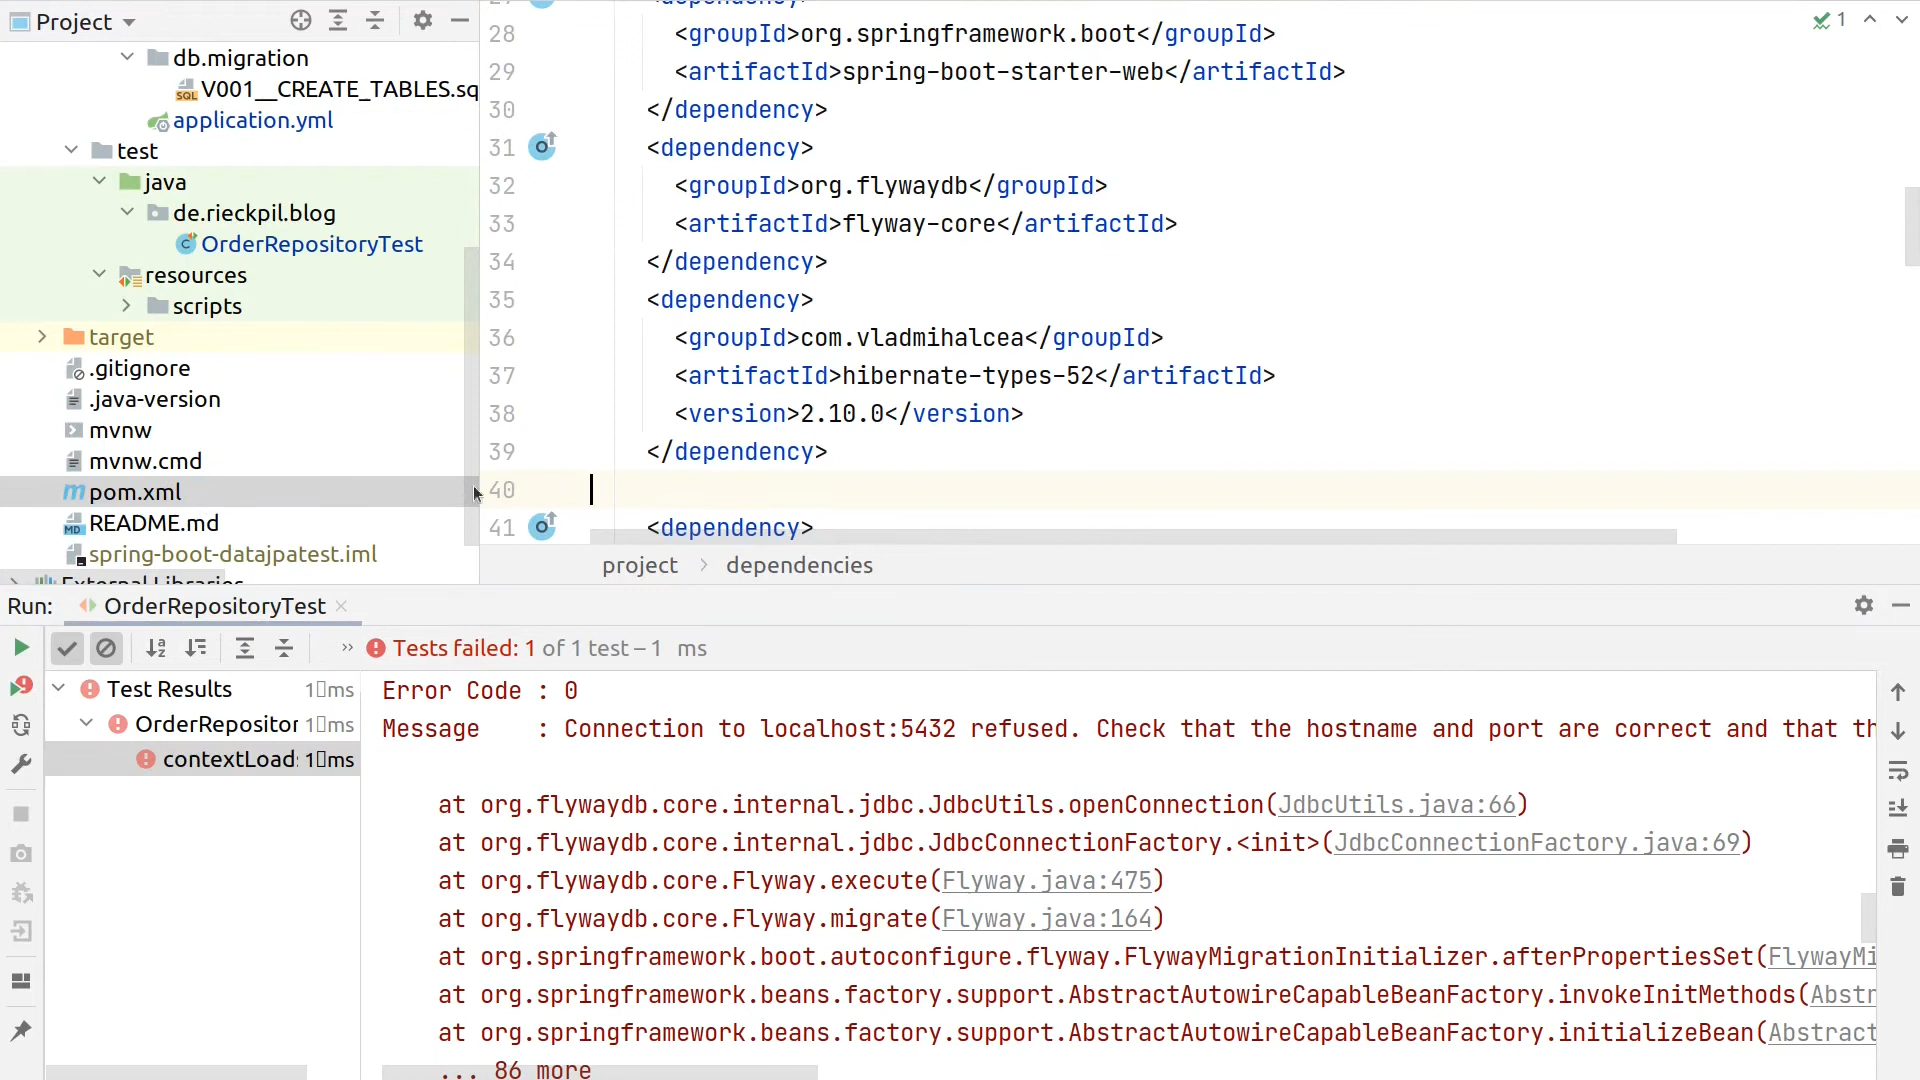 Project
db.migration
V001__CREATE_TABLES.sq
application.yml
test
java
de.rieckpil.blog
OrderRepositoryTest
resources
scripts
target
.gitignore
.java-version
mvnw
mvnw.cmd
pom.xml
README.md
spring-boot-datajpatest.iml
External Libraries
1
28 <groupId>org.springframework.boot</groupId>
29 <artifactId>spring-boot-starter-web</artifactId>
30 </dependency>
31 <dependency>
32 <groupId>org.flywaydb</groupId>
33 <artifactId>flyway-core</artifactId>
34 </dependency>
35 <dependency>
36 <groupId>com.vladmihalcea</groupId>
37 <artifactId>hibernate-types-52</artifactId>
38 <version>2.10.0</version>
39 </dependency>
40
41 <dependency>
project > dependencies
Run: OrderRepositoryTest
Tests failed: 1 of 1 test – 1 ms
Test Results 1 ms
OrderRepositor 1 ms
contextLoad 1 ms
Error Code : 0
Message : Connection to localhost:5432 refused. Check that the hostname and port are correct and that th
at org.flywaydb.core.internal.jdbc.JdbcUtils.openConnection(JdbcUtils.java:66)
at org.flywaydb.core.internal.jdbc.JdbcConnectionFactory.<init>(JdbcConnectionFactory.java:69)
at org.flywaydb.core.Flyway.execute(Flyway.java:475)
at org.flywaydb.core.Flyway.migrate(Flyway.java:164)
at org.springframework.boot.autoconfigure.flyway.FlywayMigrationInitializer.afterPropertiesSet(FlywayMi
at org.springframework.beans.factory.support.AbstractAutowireCapableBeanFactory.invokeInitMethods(Abstr
at org.springframework.beans.factory.support.AbstractAutowireCapableBeanFactory.initializeBean(Abstract
... 86 more